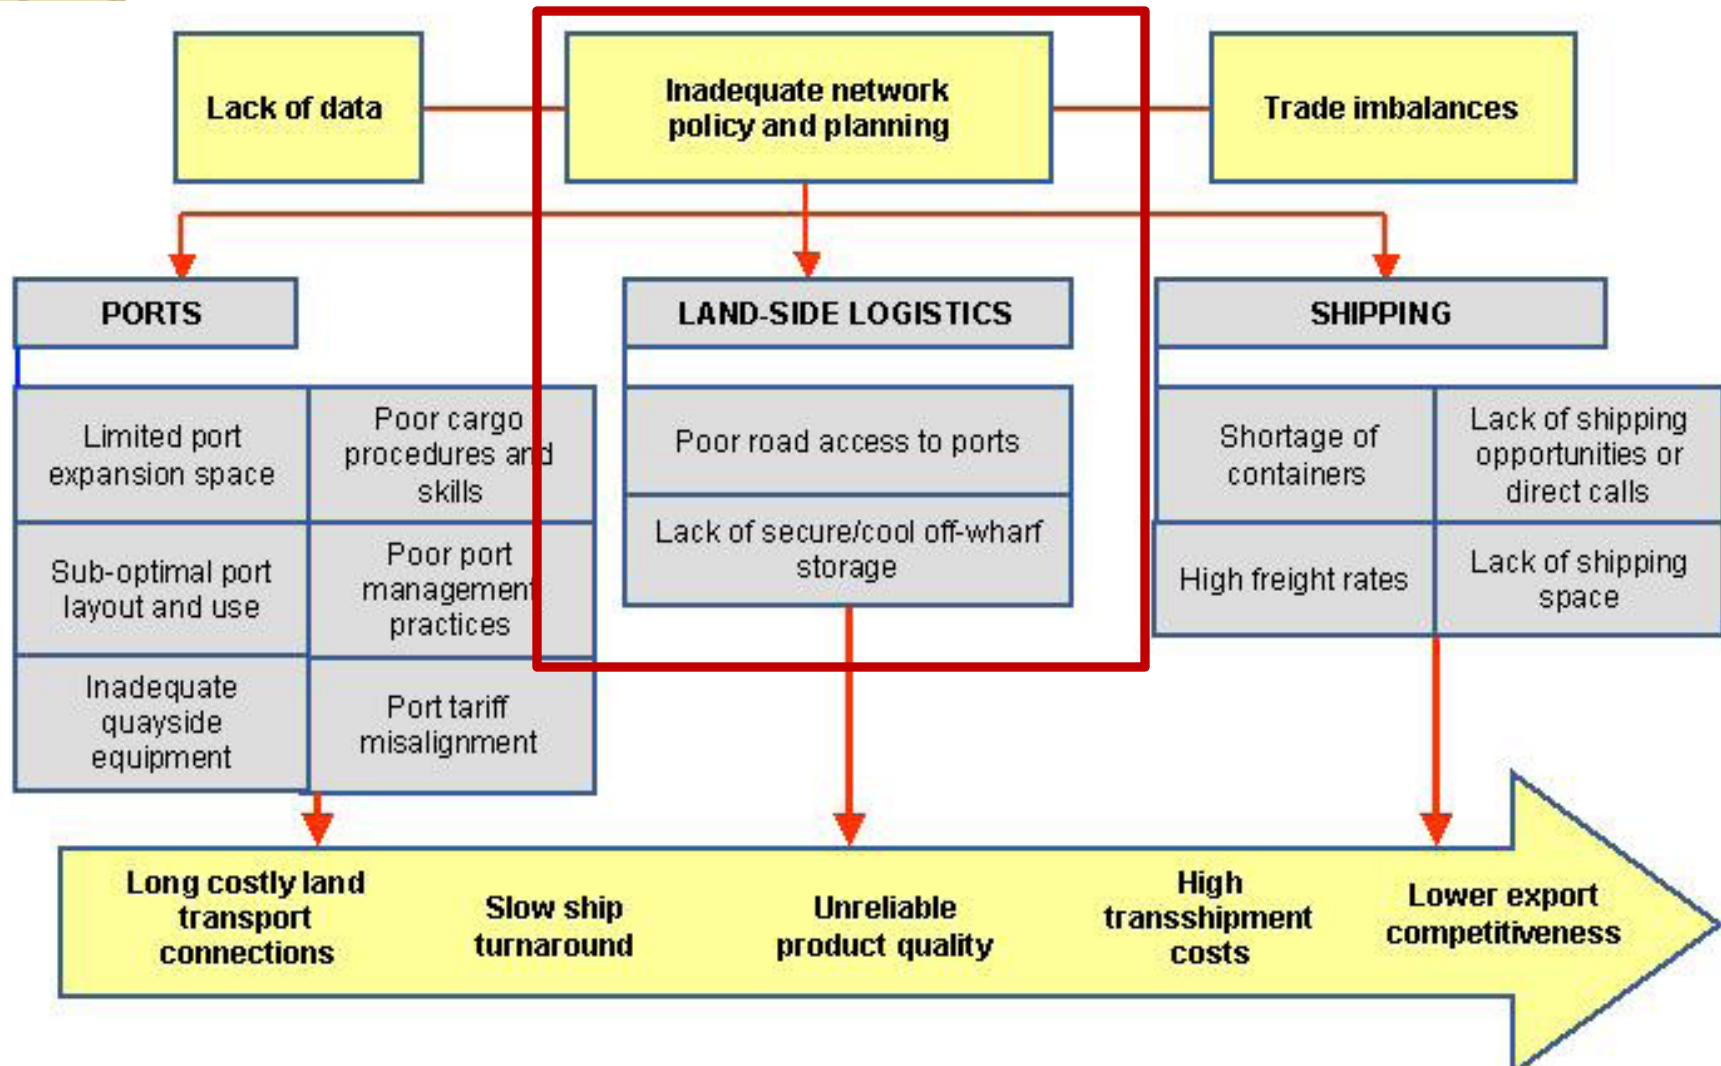 Lack of data
Inadequate network
policy and planning
Trade imbalances
PORTS
LAND-SIDE LOGISTICS
SHIPPING
Limited port
expansion space
Poor cargo
procedures and
skills
Sub-optimal port
layout and use
Poor port
management
practices
Inadequate
quayside
equipment
Port tariff
misalignment
Poor road access to ports
Lack of secure/cool off-wharf
storage
Shortage of
containers
Lack of shipping
opportunities or
direct calls
High freight rates
Lack of shipping
space
Long costly land
transport
connections
Slow ship
turnaround
Unreliable
product quality
High
transshipment
costs
Lower export
competitiveness